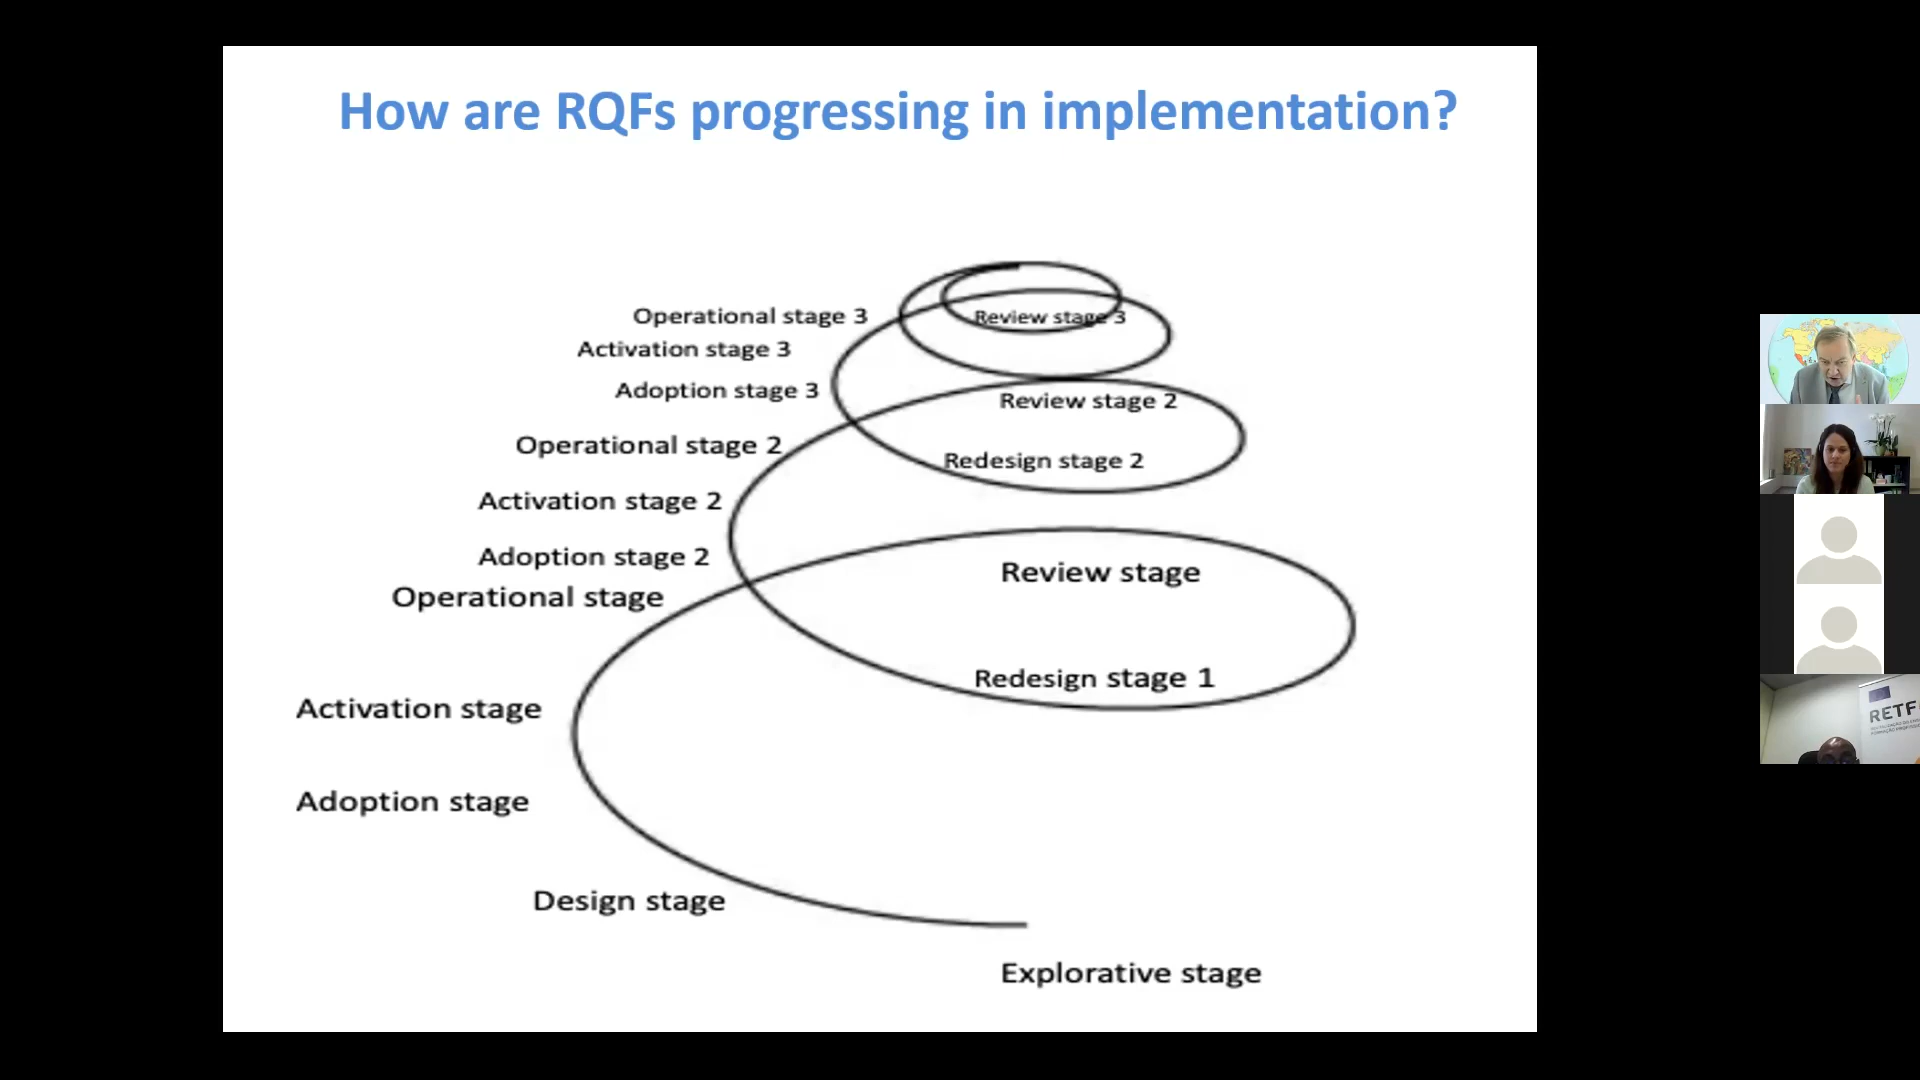 How are RQFs progressing in implementation?
Operational stage 3
Review stage 3
Activation stage 3
Adoption stage 3
Review stage 2
Operational stage 2
Redesign stage 2
Activation stage 2
Adoption stage 2
Review stage
Operational stage
Redesign stage 1
Activation stage
Adoption stage
Design stage
Explorative stage
RETF